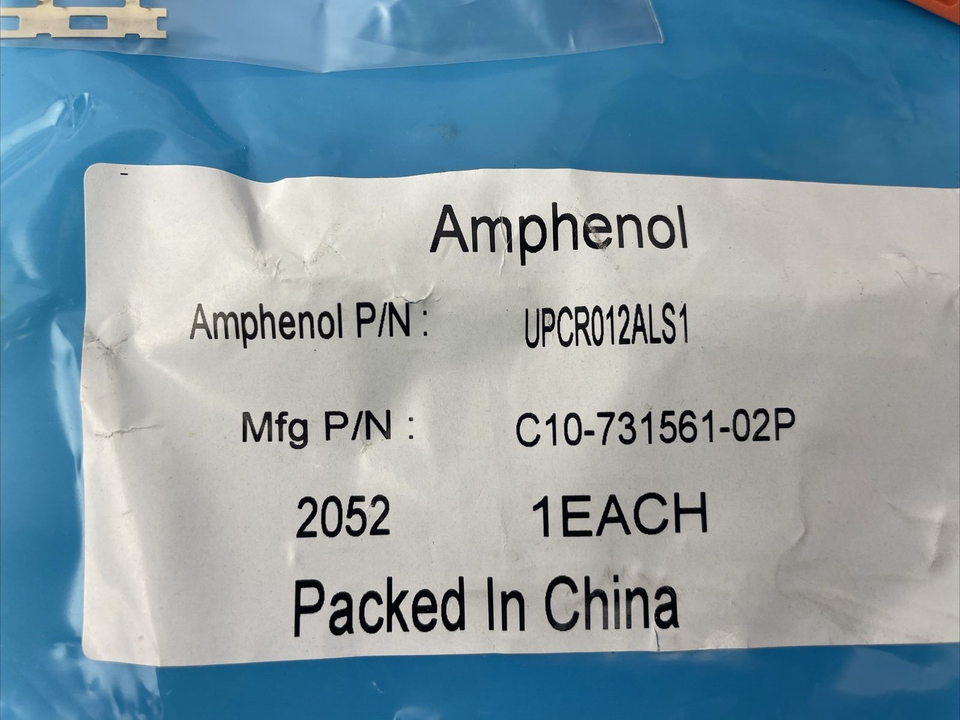 Amphenol
Amphenol P/N : UPCR012ALS1
Mfg P/N : C10-731561-02P
2052 1EACH
Packed In China